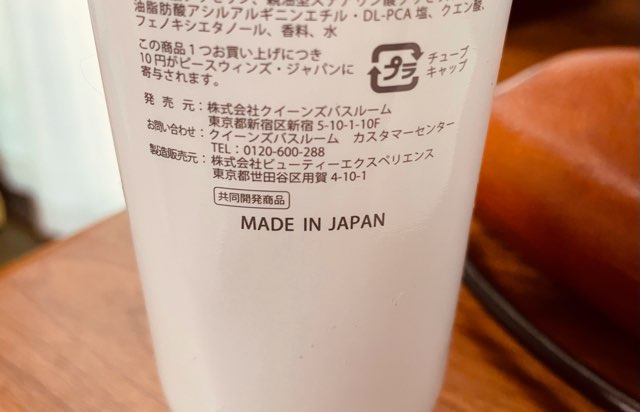 油脂肪酸アシルアルギニンエチル・DL-PCA 塩、クエン酸、
フェノキシエタノール、香料、水
この商品1つお買い上げにつき
10円がピースウィンズ・ジャパンに
寄与されます。
プラ
チューブ
キャップ
発 売 元：株式会社クイーンズバスルーム
東京都新宿区新宿 5-10-1-10F
お問い合わせ：クイーンズバスルーム カスタマーセンター
TEL：0120-600-288
製造販売元：株式会社ビューティーエクスペリエンス
東京都世田谷区用賀 4-10-1
共同開発商品
MADE IN JAPAN